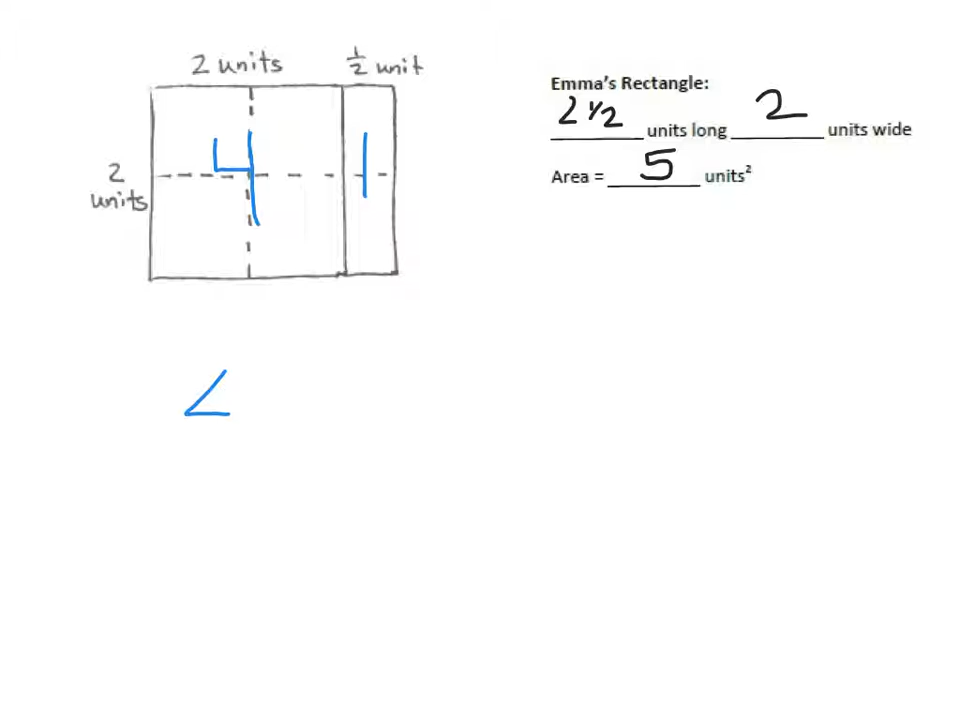 2 units ½ unit
Emma's Rectangle:
2 ½ units long 2 units wide
4 1
2
units
Area = 5 units²